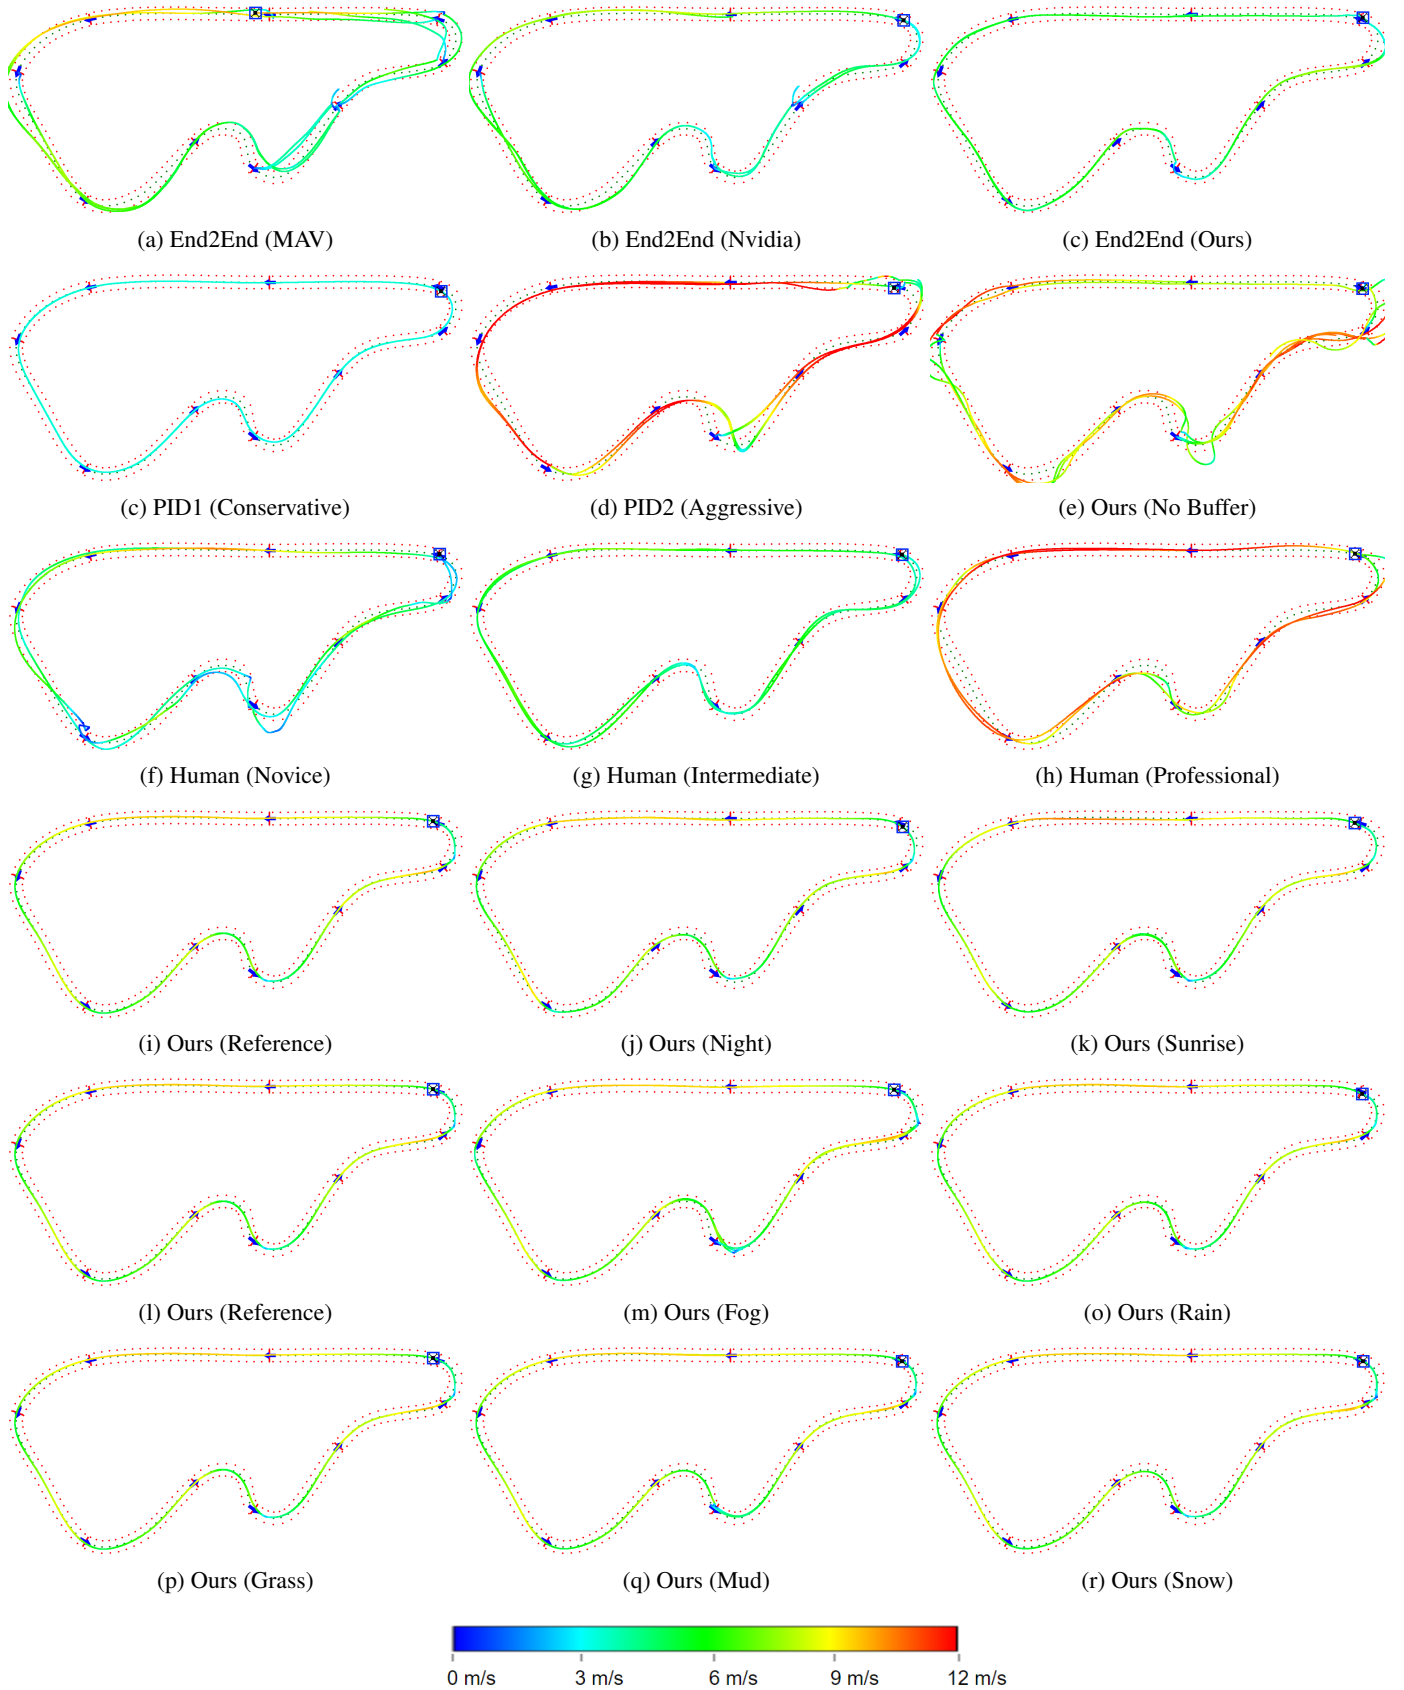 (a) End2End (MAV)
(b) End2End (Nvidia)
(c) End2End (Ours)
(c) PID1 (Conservative)
(d) PID2 (Aggressive)
(e) Ours (No Buffer)
(f) Human (Novice)
(g) Human (Intermediate)
(h) Human (Professional)
(i) Ours (Reference)
(j) Ours (Night)
(k) Ours (Sunrise)
(l) Ours (Reference)
(m) Ours (Fog)
(o) Ours (Rain)
(p) Ours (Grass)
(q) Ours (Mud)
(r) Ours (Snow)
0 m/s 3 m/s 6 m/s 9 m/s 12 m/s